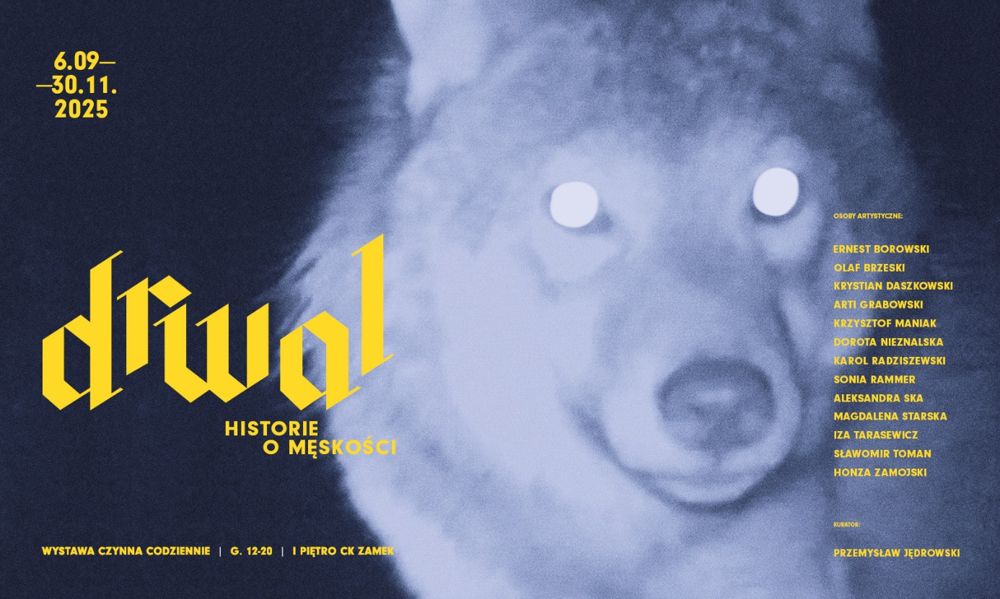 6.09—
—30.11.
2025
drwal
HISTORIE
O MĘSKOŚCI
WYSTAWA CZYNNA CODZIENNIE | G. 12-20 | I PIĘTRO CK ZAMEK
OSOBY ARTYSTYCZNE:
ERNEST BOROWSKI
OLAF BRZESKI
KRYSTIAN DASZKOWSKI
ARTI GRABOWSKI
KRZYSZTOF MANIAK
DOROTA NIEZNALSKA
KAROL RADZISZEWSKI
SONIA RAMMER
ALEKSANDRA SKA
MAGDALENA STARSKA
IZA TARASEWICZ
SŁAWOMIR TOMAN
HONZA ZAMOJSKI
KURATOR:
PRZEMYSŁAW JĘDROWSKI